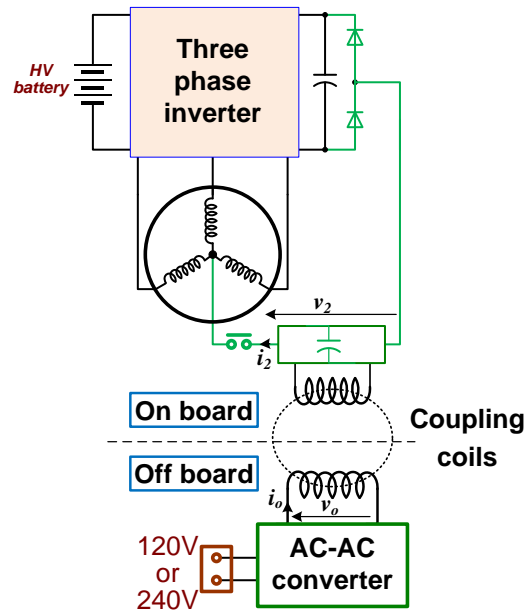 HV
battery
Three
phase
inverter
v2
i2
On board
Off board
Coupling
coils
io
vo
120V
or
240V
AC-AC
converter